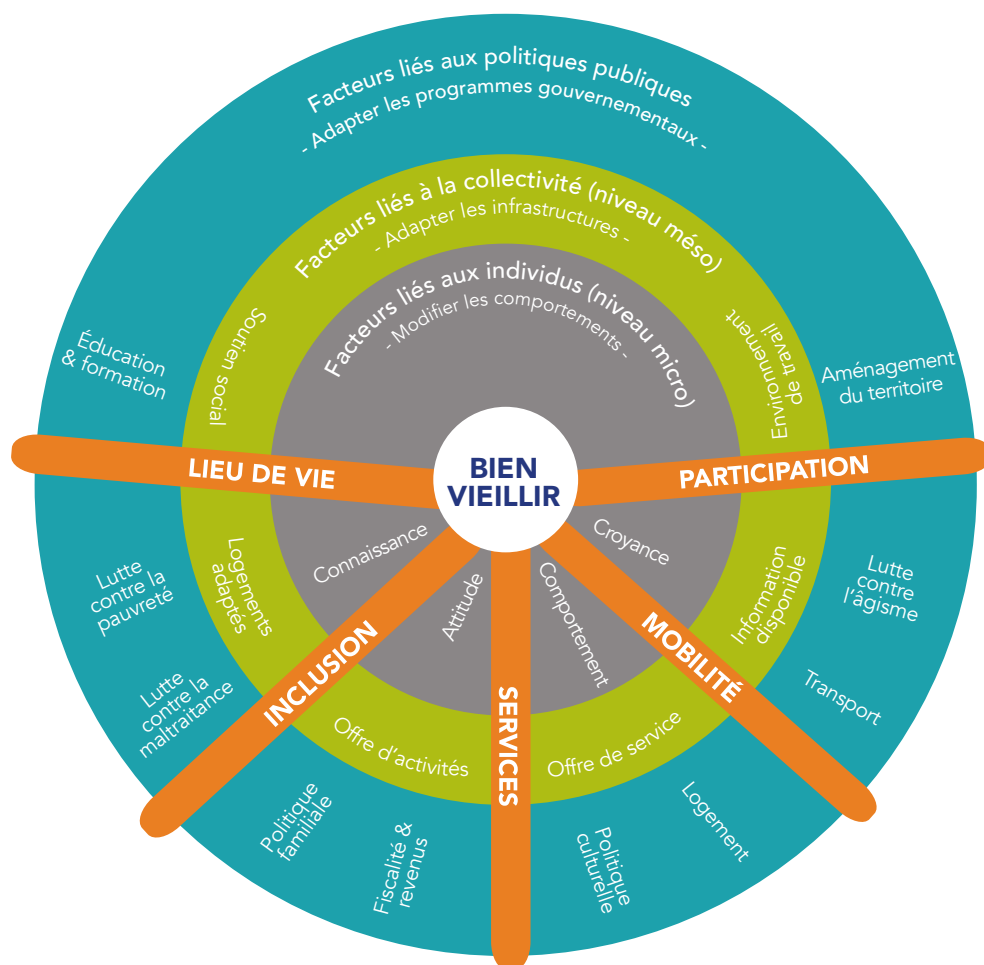 Facteurs liés aux politiques publiques
- Adapter les programmes gouvernementaux -
Facteurs liés à la collectivité (niveau méso)
- Adapter les infrastructures -
Facteurs liés aux individus (niveau micro)
- Modifier les comportements -
Éducation
& formation
Soutien social
Environnement
de travail
Aménagement
du territoire
LIEU DE VIE
BIEN
VIEILLIR
PARTICIPATION
Connaissance
Attitude
Comportement
Croyance
Logements
adaptés
Information
disponible
Lutte
contre la
pauvreté
Lutte
contre
l'âgisme
INCLUSION
SERVICES
MOBILITÉ
Lutte
contre la
maltraitance
Offre d'activités
Offre de service
Transport
Politique
familiale
Fiscalité &
revenus
Politique
culturelle
Logement